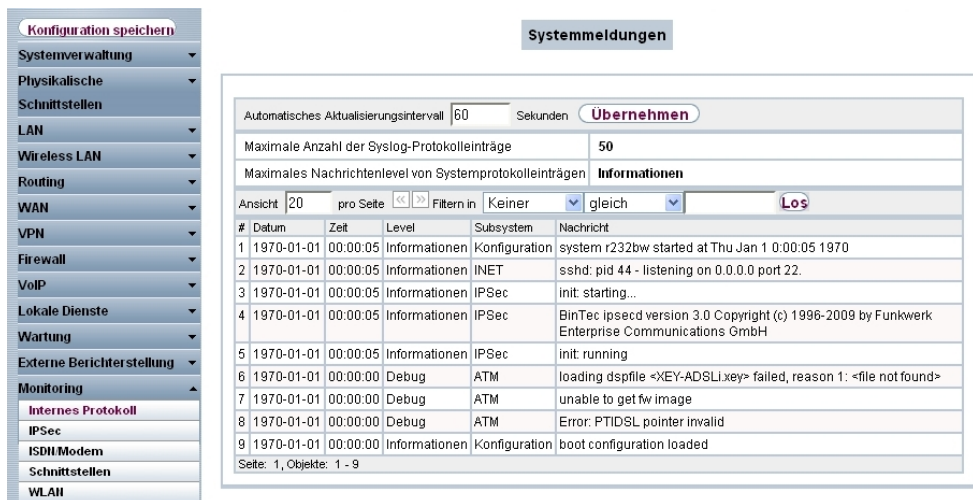 Konfiguration speichern
Systemverwaltung
Physikalische
Schnittstellen
LAN
Wireless LAN
Routing
WAN
VPN
Firewall
VoIP
Lokale Dienste
Wartung
Externe Berichterstellung
Monitoring
Internes Protokoll
IPSec
ISDN/Modem
Schnittstellen
WLAN
Systemmeldungen
Automatisches Aktualisierungsintervall 60 Sekunden Übernehmen
Maximale Anzahl der Syslog-Protokolleinträge 50
Maximales Nachrichtenlevel von Systemprotokolleinträgen Informationen
Ansicht 20 pro Seite << >> Filtern in Keiner gleich Los
# Datum Zeit Level Subsystem Nachricht
1 1970-01-01 00:00:05 Informationen Konfiguration system r232bw started at Thu Jan 1 0:00:05 1970
2 1970-01-01 00:00:05 Informationen INET sshd: pid 44 - listening on 0.0.0.0 port 22.
3 1970-01-01 00:00:05 Informationen IPSec init: starting...
4 1970-01-01 00:00:05 Informationen IPSec BinTec ipsecd version 3.0 Copyright (c) 1996-2009 by Funkwerk
Enterprise Communications GmbH
5 1970-01-01 00:00:05 Informationen IPSec init: running
6 1970-01-01 00:00:00 Debug ATM loading dspfile <XEY-ADSLi.xey> failed, reason 1: <file not found>
7 1970-01-01 00:00:00 Debug ATM unable to get fw image
8 1970-01-01 00:00:00 Debug ATM Error: PTIDSL pointer invalid
9 1970-01-01 00:00:00 Informationen Konfiguration boot configuration loaded
Seite: 1, Objekte: 1 - 9